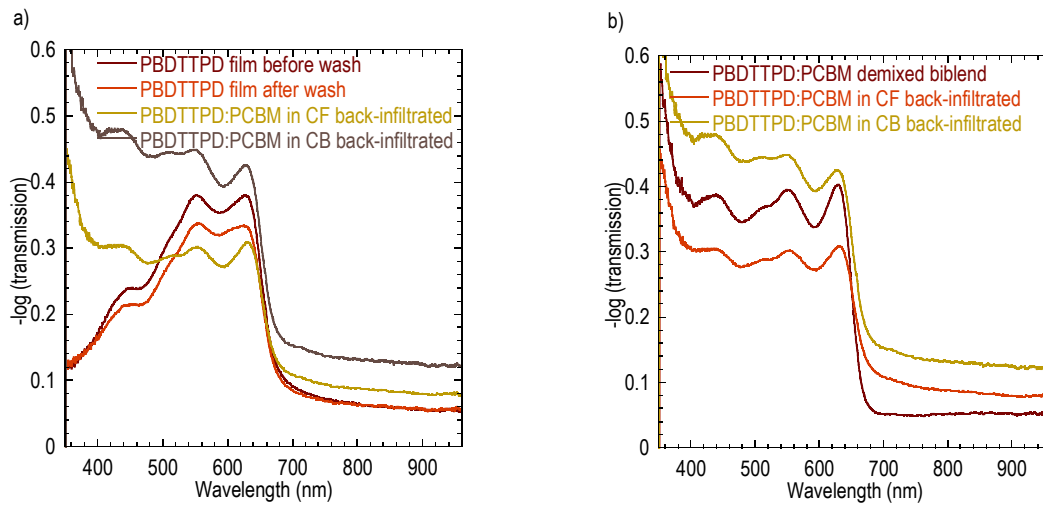 a)
0.6
0.5
0.4
0.3
0.2
0.1
0
-log (transmission)
PBDTTPD film before wash
PBDTTPD film after wash
PBDTTPD:PCBM in CF back-infiltrated
PBDTTPD:PCBM in CB back-infiltrated
400 500 600 700 800 900
Wavelength (nm)
b)
0.6
0.5
0.4
0.3
0.2
0.1
0
-log (transmission)
PBDTTPD:PCBM demixed biblend
PBDTTPD:PCBM in CF back-infiltrated
PBDTTPD:PCBM in CB back-infiltrated
400 500 600 700 800 900
Wavelength (nm)